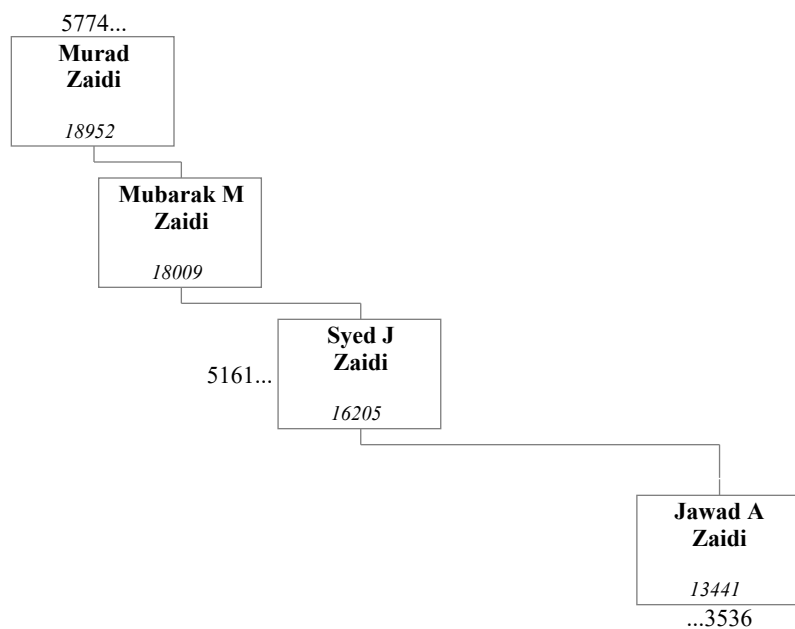 5774...
Murad
Zaidi
18952
Mubarak M
Zaidi
18009
Syed J
Zaidi
5161...
16205
Jawad A
Zaidi
13441
...3536